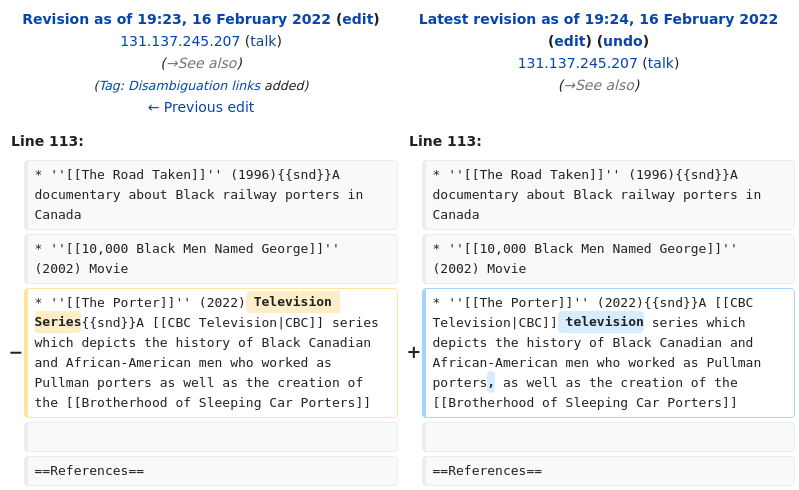 Revision as of 19:23, 16 February 2022 (edit)
131.137.245.207 (talk)
(→See also)
(Tag: Disambiguation links added)
← Previous edit
Latest revision as of 19:24, 16 February 2022
(edit) (undo)
131.137.245.207 (talk)
(→See also)
Line 113:
* ''[[The Road Taken]]'' (1996){{snd}}A
documentary about Black railway porters in
Canada
* ''[[10,000 Black Men Named George]]''
(2002) Movie
− * ''[[The Porter]]'' (2022) Television
Series{{snd}}A [[CBC Television|CBC]] series
which depicts the history of Black Canadian
and African-American men who worked as
Pullman porters as well as the creation of
the [[Brotherhood of Sleeping Car Porters]]
==References==
Line 113:
* ''[[The Road Taken]]'' (1996){{snd}}A
documentary about Black railway porters in
Canada
* ''[[10,000 Black Men Named George]]''
(2002) Movie
+ * ''[[The Porter]]'' (2022){{snd}}A [[CBC
Television|CBC]] television series which
depicts the history of Black Canadian and
African-American men who worked as Pullman
porters, as well as the creation of the
[[Brotherhood of Sleeping Car Porters]]
==References==